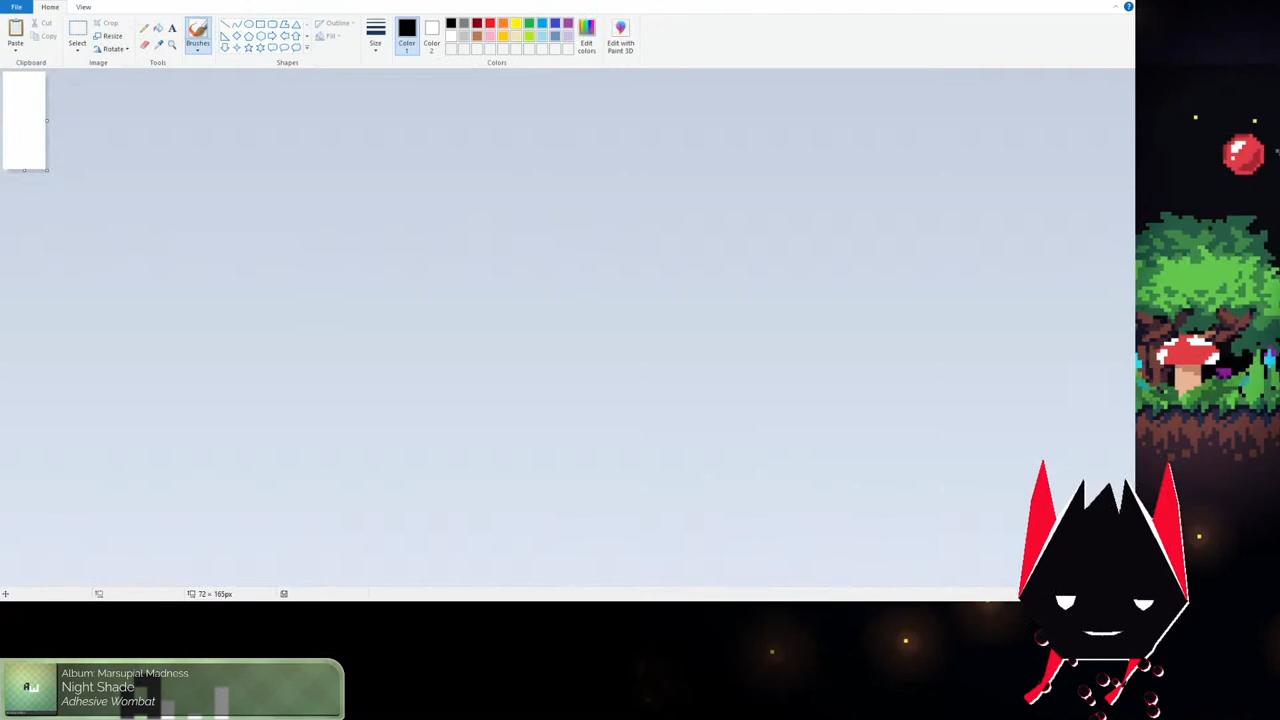 File Home View
Paste
Cut
Copy
Clipboard
Select
Crop
Resize
Rotate
Image
A
Tools
Brushes
Outline
Fill
Shapes
Size
Color
1
Color
2
Edit
colors
Colors
Edit with
Paint 3D
72 × 165px
Album: Marsupial Madness
Night Shade
Adhesive Wombat